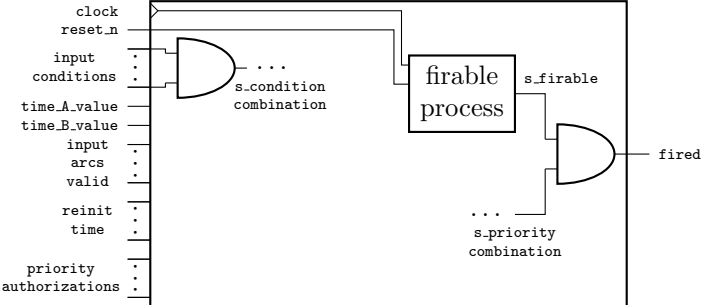 clock
reset_n
input
conditions
s_condition
combination
time_A_value
time_B_value
input
arcs
valid
reinit
time
priority
authorizations
firable
process
s_firable
fired
s_priority
combination